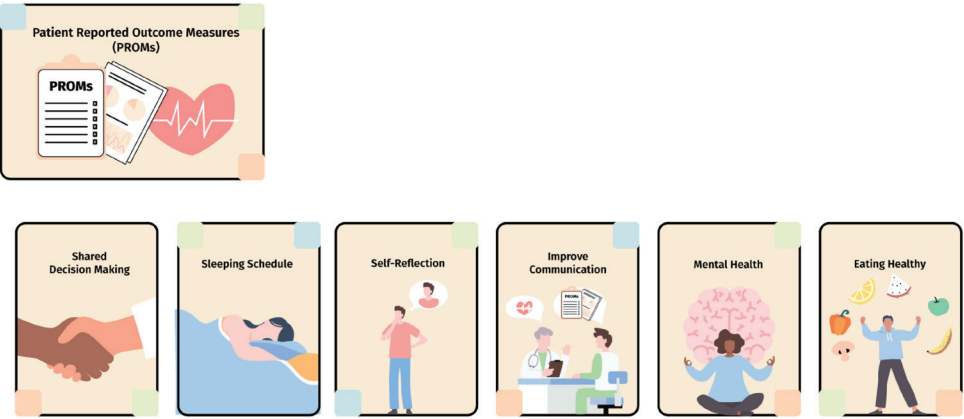 Patient Reported Outcome Measures
(PROMs)
PROMs
Shared
Decision Making
Sleeping Schedule
Self-Reflection
Improve
Communication
PROMs
Mental Health
Eating Healthy